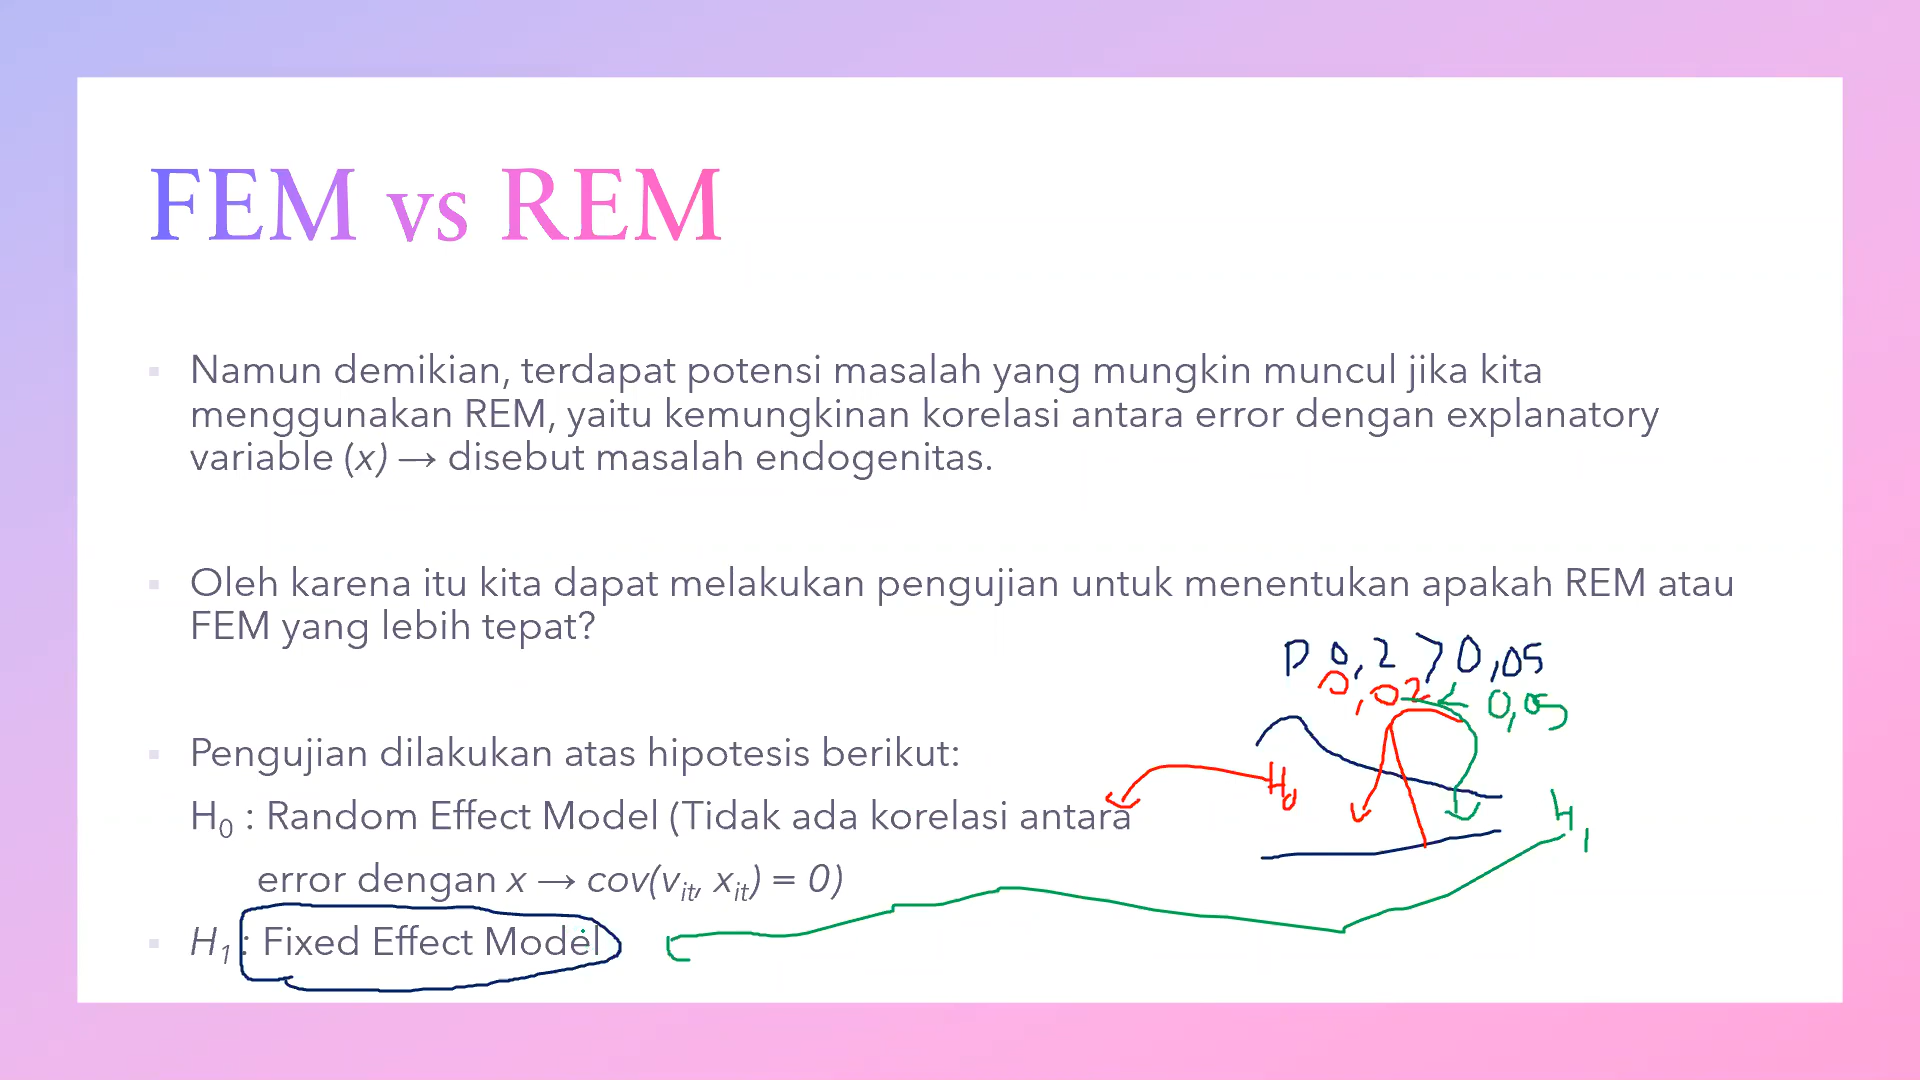 FEM vs REM
Namun demikian, terdapat potensi masalah yang mungkin muncul jika kita
menggunakan REM, yaitu kemungkinan korelasi antara error dengan explanatory
variable (x) → disebut masalah endogenitas.
Oleh karena itu kita dapat melakukan pengujian untuk menentukan apakah REM atau
FEM yang lebih tepat?
P 0,2 > 0,05
0,02 < 0,05
Pengujian dilakukan atas hipotesis berikut:
H0
H0 : Random Effect Model (Tidak ada korelasi antara
H1
error dengan x → cov(vit, xit) = 0)
H1 : Fixed Effect Model